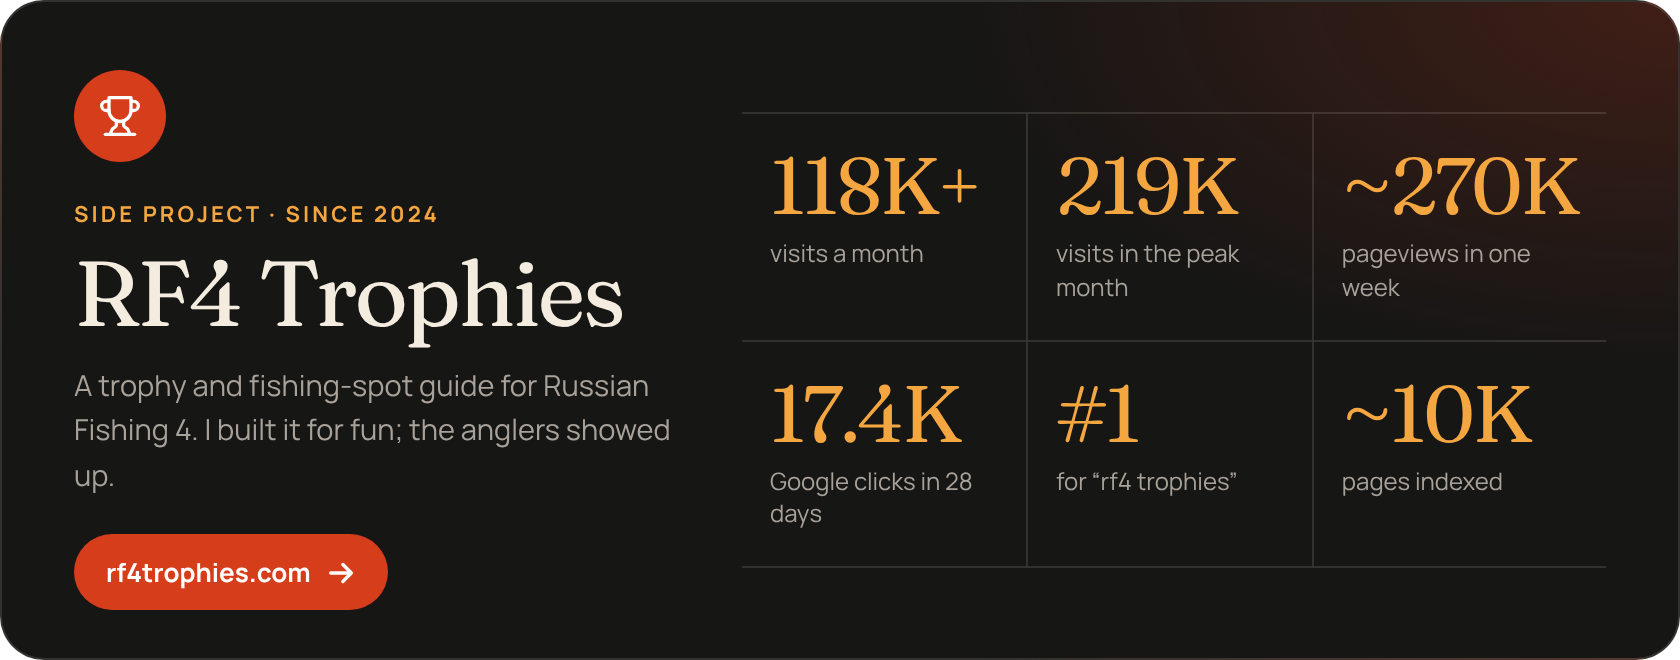 SIDE PROJECT · SINCE 2024
RF4 Trophies
A trophy and fishing-spot guide for Russian
Fishing 4. I built it for fun; the anglers showed
up.
rf4trophies.com →
118K+
visits a month
219K
visits in the peak
month
~270K
pageviews in one
week
17.4K
Google clicks in 28
days
#1
for “rf4 trophies”
~10K
pages indexed